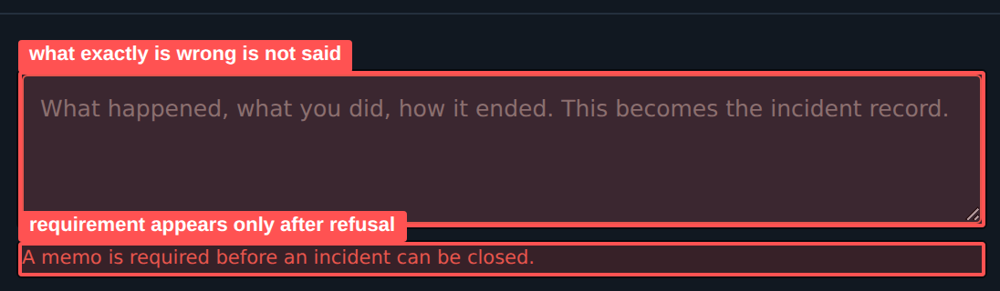 what exactly is wrong is not said
What happened, what you did, how it ended. This becomes the incident record.
requirement appears only after refusal
A memo is required before an incident can be closed.